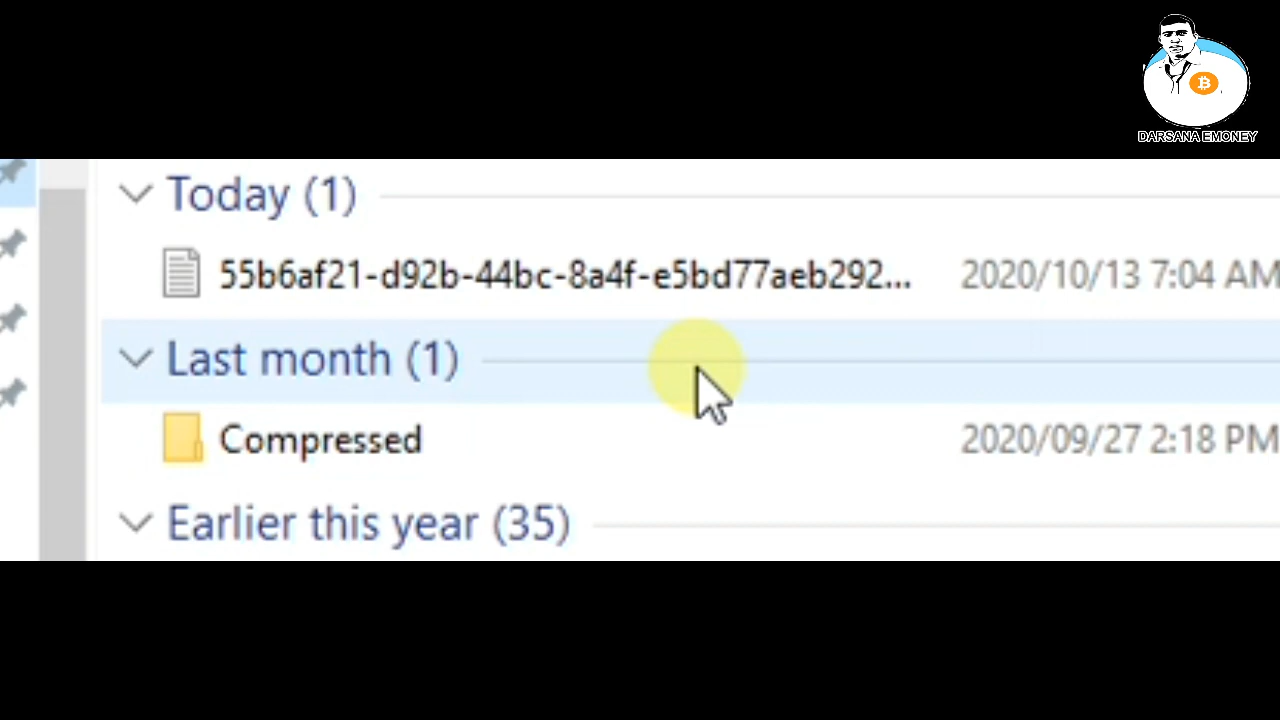 DARSANA EMONEY
Today (1)
55b6af21-d92b-44bc-8a4f-e5bd77aeb292... 2020/10/13 7:04 AM
Last month (1)
Compressed 2020/09/27 2:18 PM
Earlier this year (35)